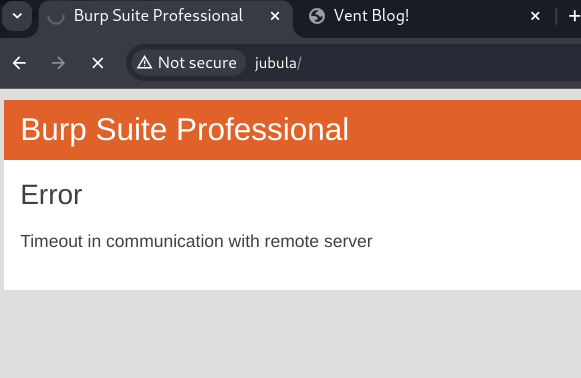 Burp Suite Professional
Vent Blog!
Not secure
jubula/
Burp Suite Professional
Error
Timeout in communication with remote server